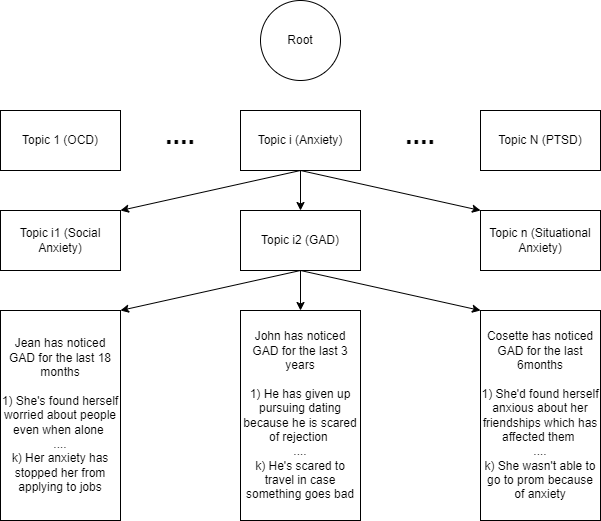 Root
Topic 1 (OCD)
....
Topic i (Anxiety)
....
Topic N (PTSD)
Topic i1 (Social
Anxiety)
Topic i2 (GAD)
Topic n (Situational
Anxiety)
Jean has noticed
GAD for the last 18
months
1) She's found herself
worried about people
even when alone
....
k) Her anxiety has
stopped her from
applying to jobs
John has noticed
GAD for the last 3
years
1) He has given up
pursuing dating
because he is scared
of rejection
....
k) He's scared to
travel in case
something goes bad
Cosette has noticed
GAD for the last
6months
1) She'd found herself
anxious about her
friendships which has
affected them
....
k) She wasn't able to
go to prom because
of anxiety